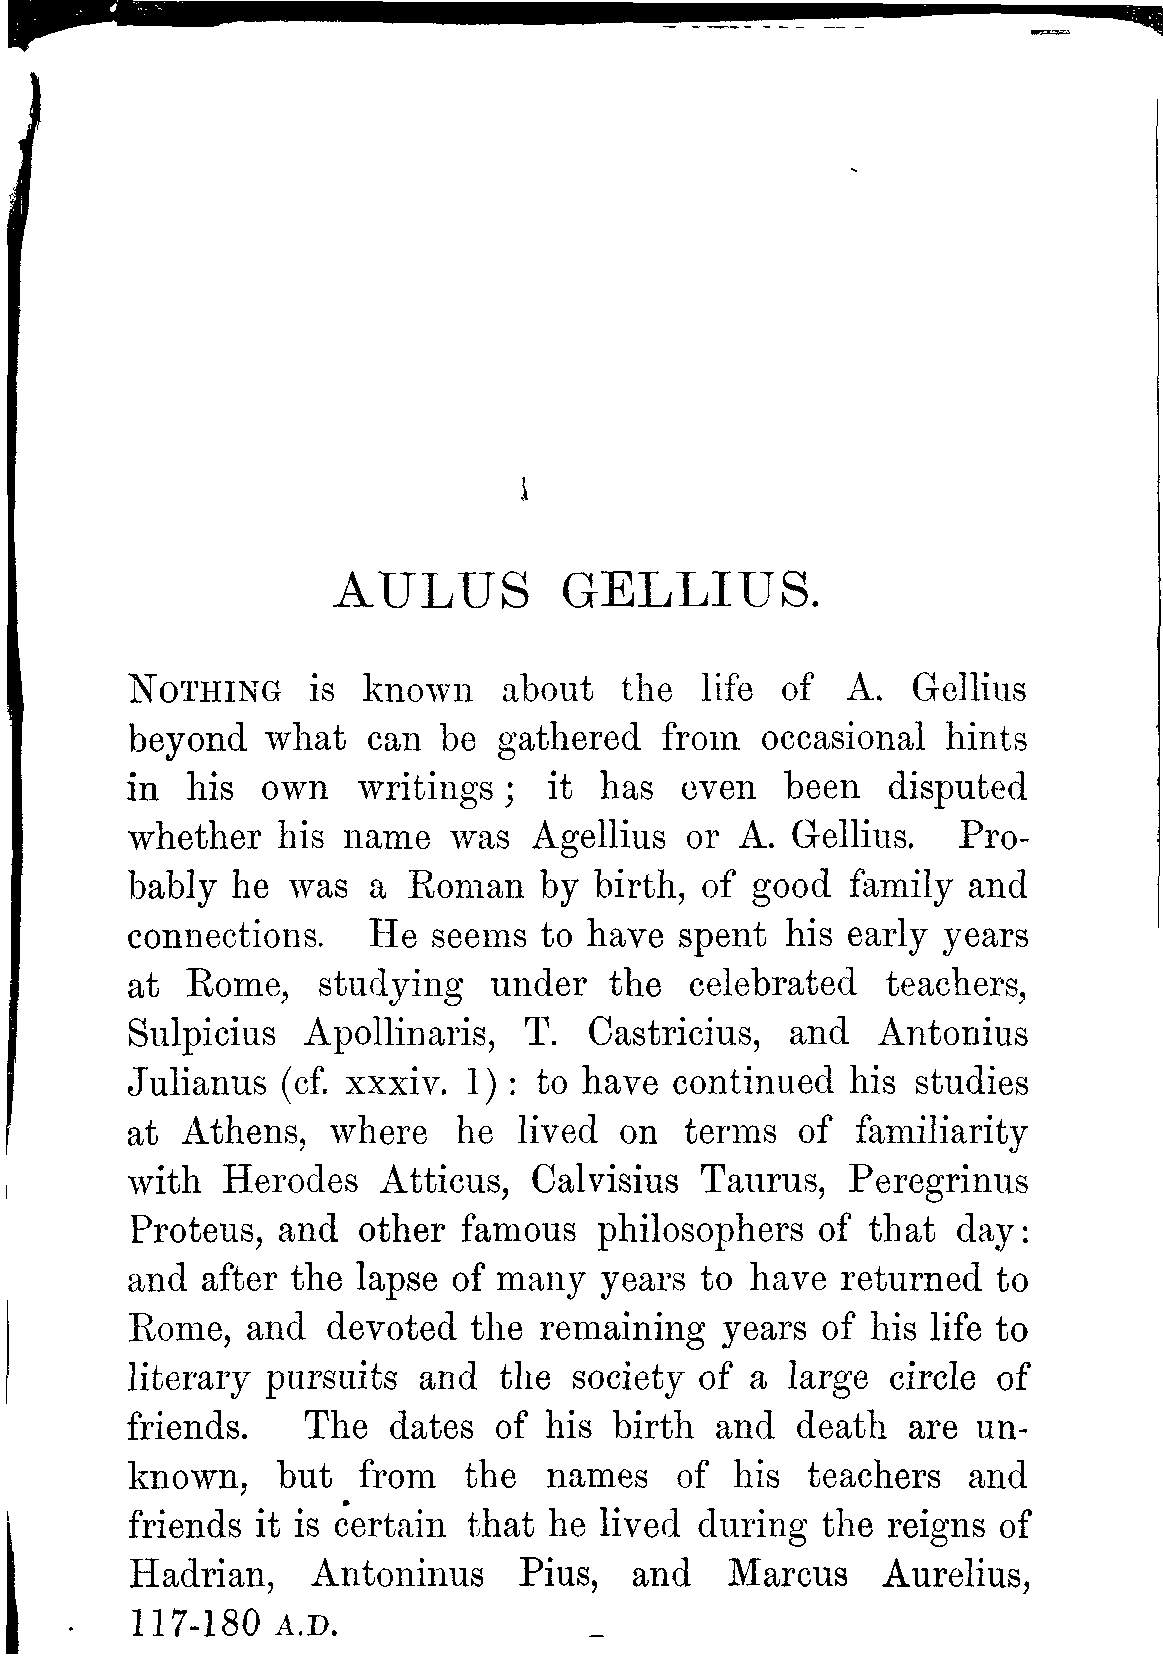 AULUS GELLIUS.
NOTHING is known about the life of A. Gellius
beyond what can be gathered from occasional hints
in his own writings; it has even been disputed
whether his name was Agellius or A. Gellius. Pro-
bably he was a Roman by birth, of good family and
connections. He seems to have spent his early years
at Rome, studying under the celebrated teachers,
Sulpicius Apollinaris, T. Castricius, and Antonius
Julianus (cf. xxxiv. 1): to have continued his studies
at Athens, where he lived on terms of familiarity
with Herodes Atticus, Calvisius Taurus, Peregrinus
Proteus, and other famous philosophers of that day:
and after the lapse of many years to have returned to
Rome, and devoted the remaining years of his life to
literary pursuits and the society of a large circle of
friends. The dates of his birth and death are un-
known, but from the names of his teachers and
friends it is certain that he lived during the reigns of
Hadrian, Antoninus Pius, and Marcus Aurelius,
117-180 A.D.